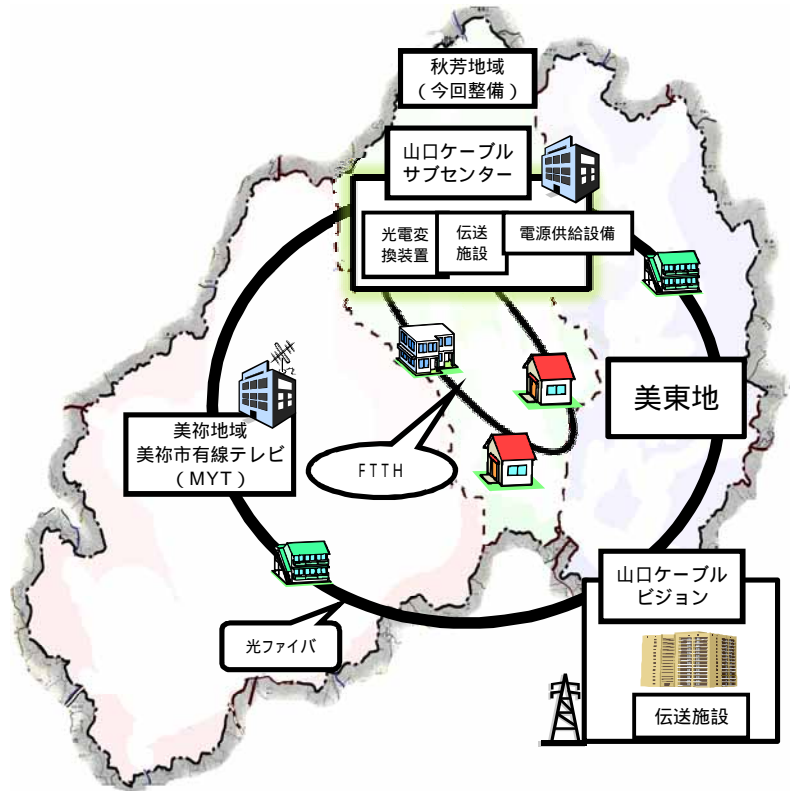 秋芳地域
（今回整備）
山口ケーブル
サブセンター
光電変
換装置
伝送
施設
電源供給設備
美東地
美祢地域
美祢市有線テレビ
（MYT）
ＦＴＴＨ
光ファイバ
山口ケーブル
ビジョン
伝送施設